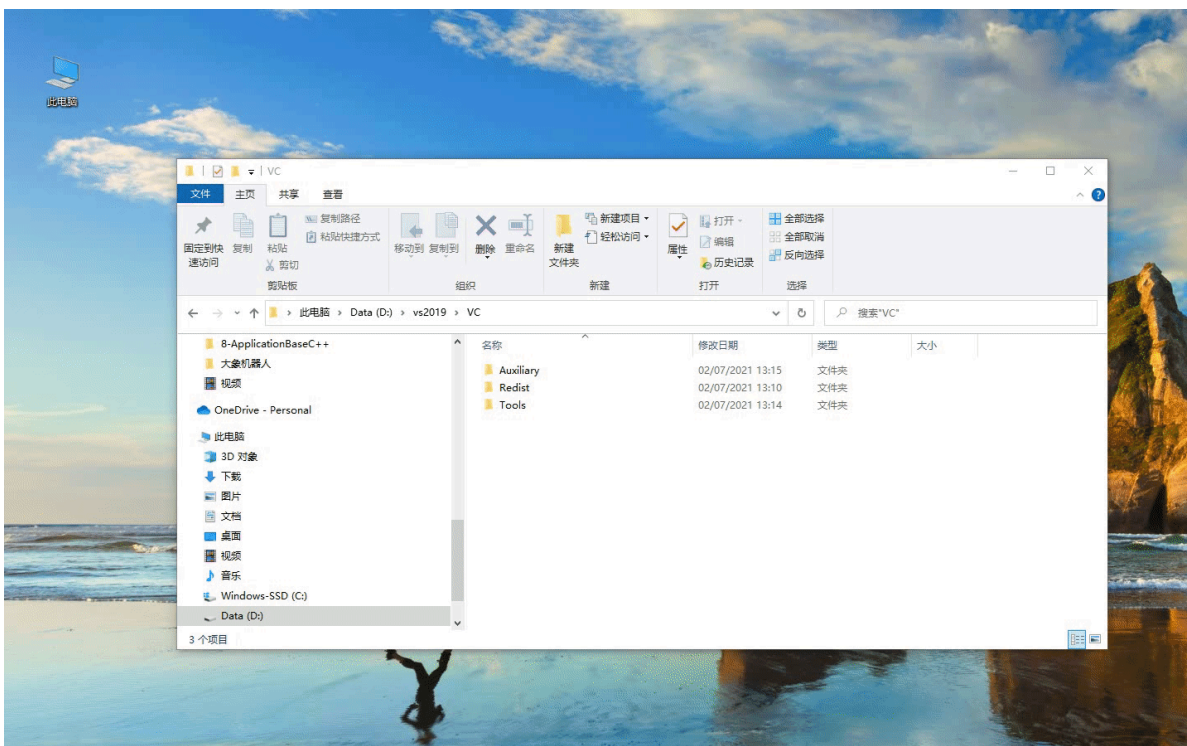 此电脑
VC
文件 主页 共享 查看
固定到快速访问
复制
粘贴
复制路径
粘贴快捷方式
剪切
剪贴板
移动到 复制到
删除 重命名
组织
新建文件夹
新建项目
轻松访问
新建
属性
打开
编辑
历史记录
打开
全部选择
全部取消
反向选择
选择
此电脑 > Data (D:) > vs2019 > VC
搜索"VC"
8-ApplicationBaseC++
大象机器人
视频
OneDrive - Personal
此电脑
3D 对象
下载
图片
文档
桌面
视频
音乐
Windows-SSD (C:)
Data (D:)
名称 修改日期 类型 大小
Auxiliary 02/07/2021 13:15 文件夹
Redist 02/07/2021 13:10 文件夹
Tools 02/07/2021 13:14 文件夹
3 个项目